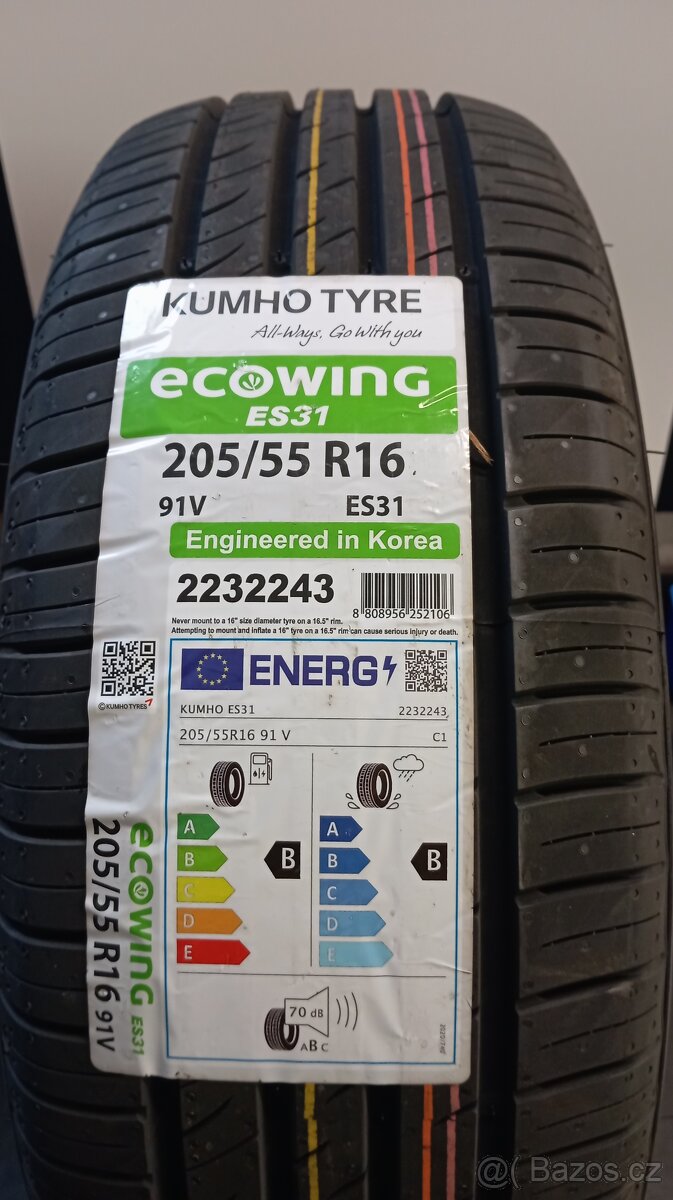 KUMHO TYRE
All-Ways, Go With you
ecowing
ES31
205/55 R16
91V ES31
Engineered in Korea
2232243
8 808956 252106
Never mount to a 16" size diameter tyre on a 16.5" rim.
Attempting to mount and inflate a 16" tyre on a 16.5" rim can cause serious injury or death.
©KUMHOTYRES
ENERG
KUMHO ES31 2232243
205/55R16 91 V C1
A
B
C
D
E
B
A
B
C
D
E
B
70 dB
ABC
2020/740
ecowing ES31
205/55 R16 91V
@ Bazos.cz